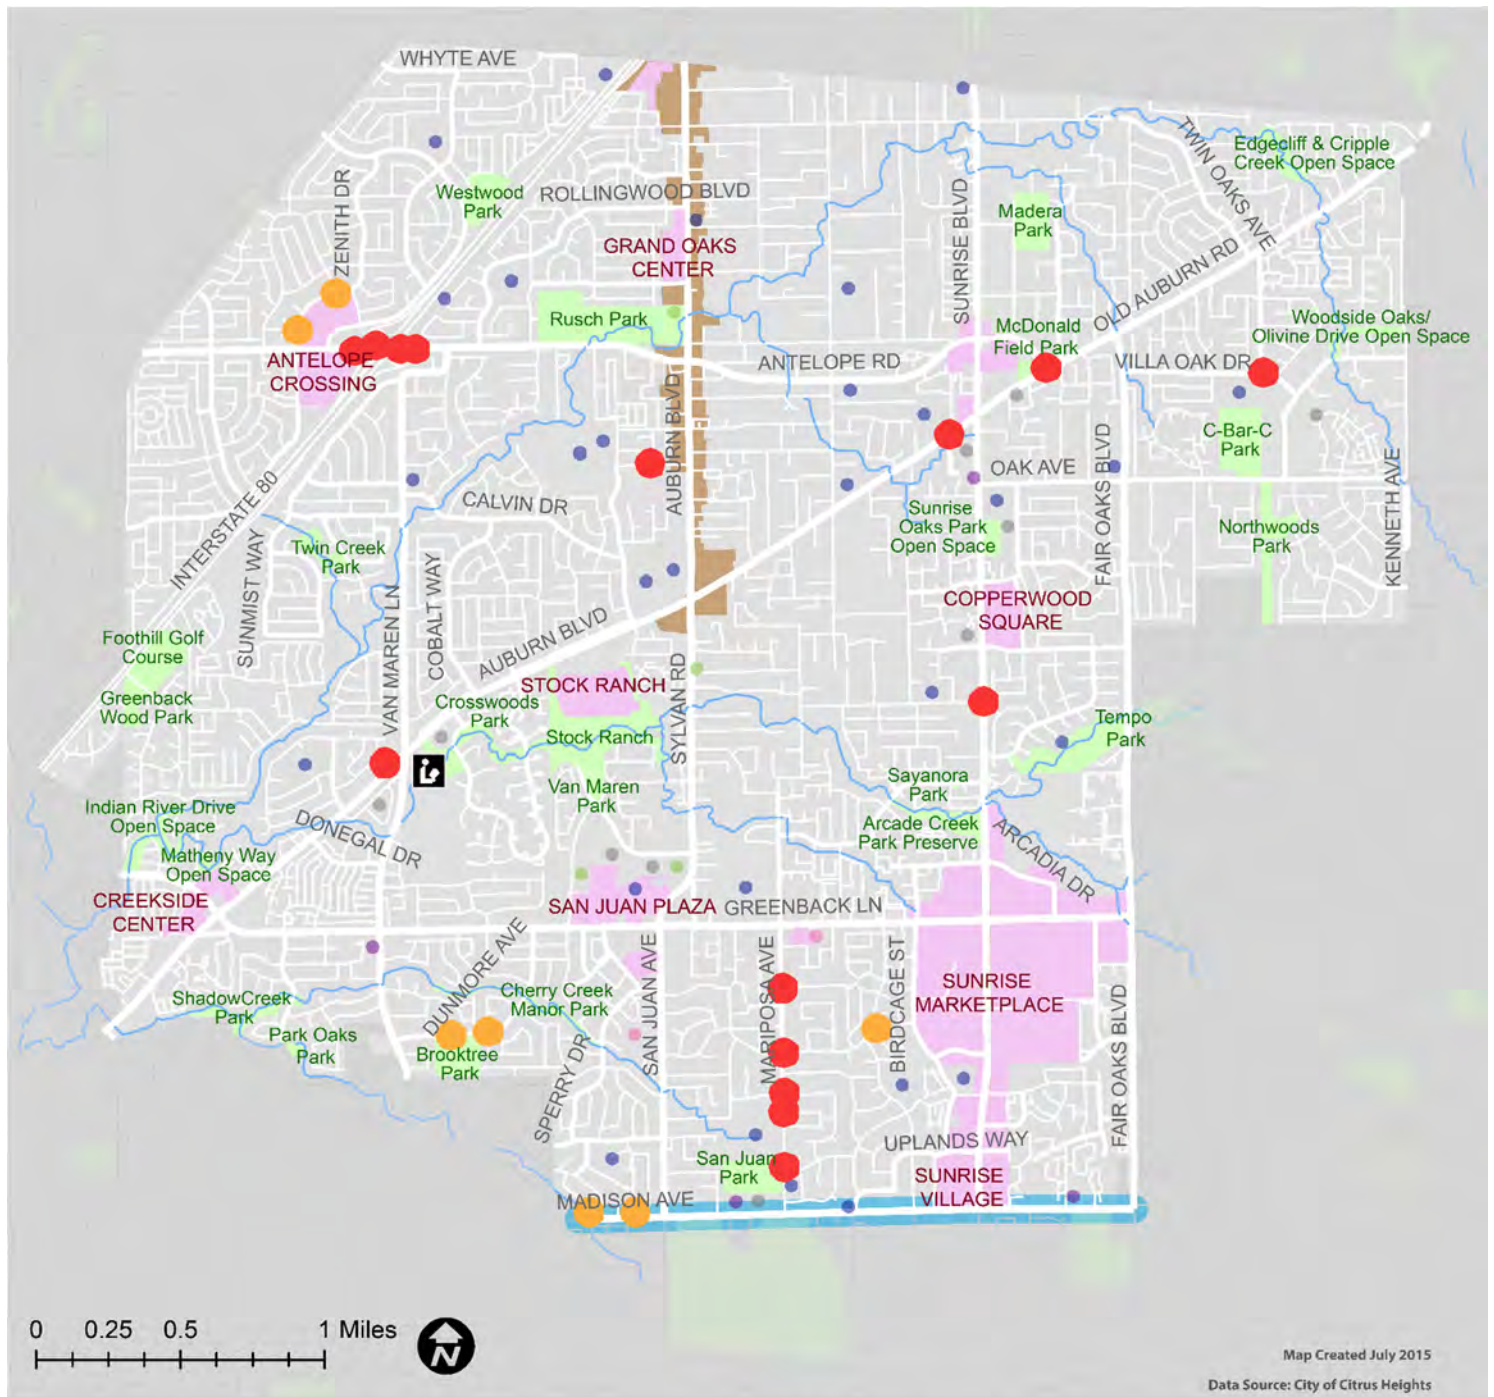 WHYTE AVE
TWIN OAKS AVE
Edgecliff & Cripple
Creek Open Space
ZENITH DR
Westwood
Park
ROLLINGWOOD BLVD
SUNRISE BLVD
Madera
Park
GRAND OAKS
CENTER
OLD AUBURN RD
Rusch Park
McDonald
Field Park
Woodside Oaks/
Olivine Drive Open Space
ANTELOPE
CROSSING
ANTELOPE RD
VILLA OAK DR
AUBURN BLVD
C-Bar-C
Park
FAIR OAKS BLVD
OAK AVE
KENNETH AVE
INTERSTATE 80
CALVIN DR
Sunrise
Oaks Park
Open Space
Northwoods
Park
Twin Creek
Park
SUNMIST WAY
VAN MAREN LN
COBALT WAY
COPPERWOOD
SQUARE
AUBURN BLVD
Foothill Golf
Course
Greenback
Wood Park
STOCK RANCH
Crosswoods
Park
SYLVAN RD
Stock Ranch
Tempo
Park
Van Maren
Park
Sayanora
Park
Indian River Drive
Open Space
DONEGAL DR
Arcade Creek
Park Preserve
ARCADIA DR
Matheny Way
Open Space
CREEKSIDE
CENTER
SAN JUAN PLAZA
GREENBACK LN
DUNMORE AVE
SAN JUAN AVE
MARIPOSA AVE
BIRDCAGE ST
SUNRISE
MARKETPLACE
Cherry Creek
Manor Park
ShadowCreek
Park
Park Oaks
Park
Brooktree
Park
FAIR OAKS BLVD
SPERRY DR
UPLANDS WAY
San Juan
Park
SUNRISE
VILLAGE
MADISON AVE
0 0.25 0.5 1 Miles
N
Map Created July 2015
Data Source: City of Citrus Heights